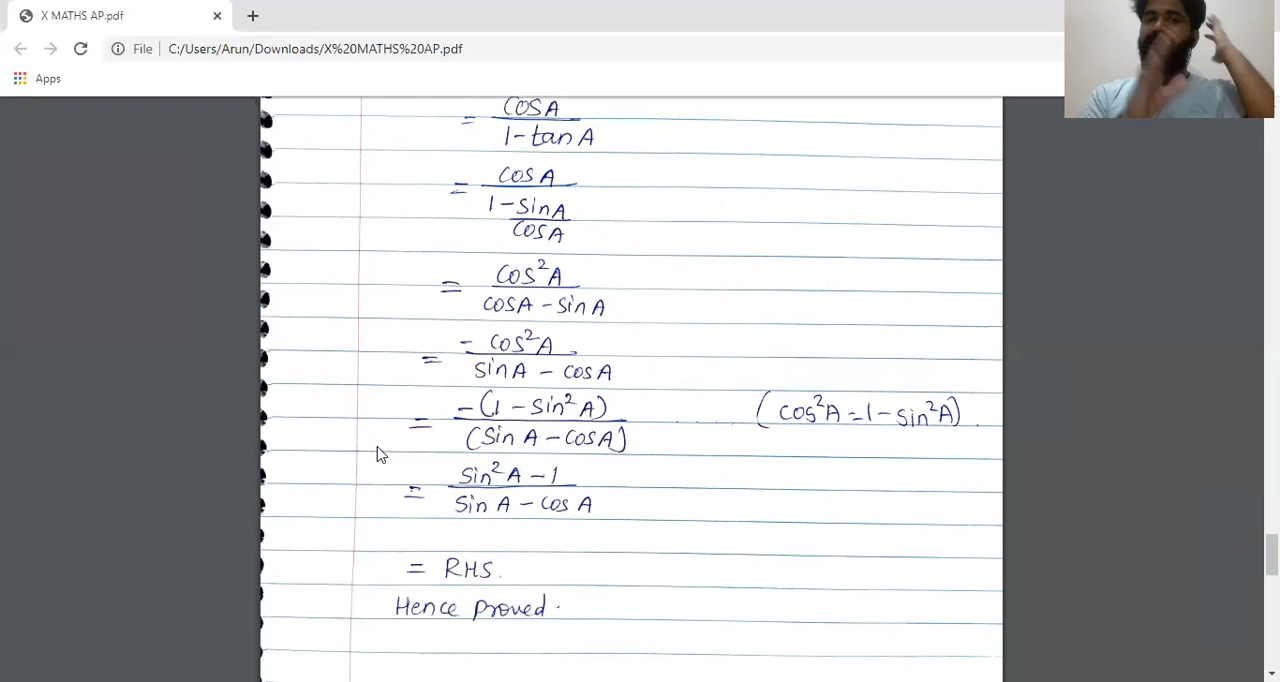 X MATHS AP.pdf
File | C:/Users/Arun/Downloads/X%20MATHS%20AP.pdf
Apps
= cosA / 1-tanA
= cosA / 1-sinA/cosA
= cos²A / cosA-sinA
= -cos²A / sinA-cosA
= -(1-sin²A) / (sinA-cosA) ...... (cos²A=1-sin²A).
= sin²A-1 / sinA-cosA
= RHS.
Hence proved.